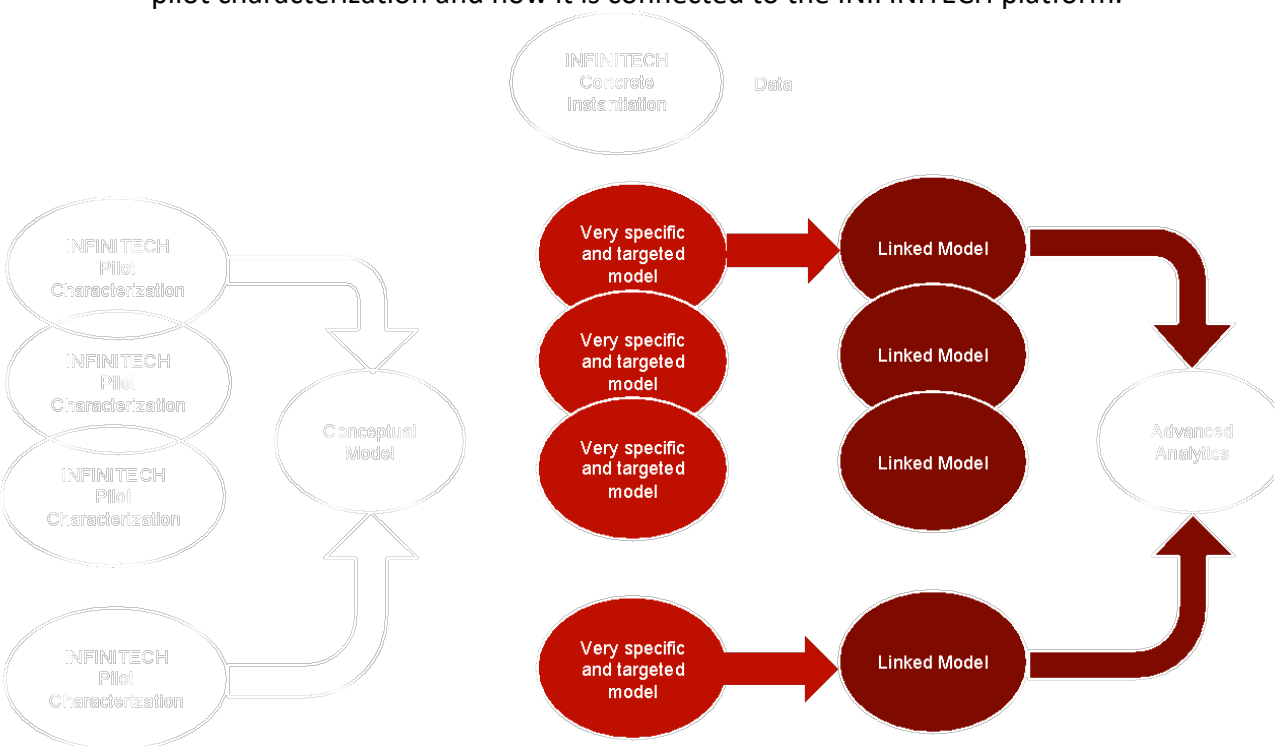 pilot characterization and how it is connected to the INIFINITECH platform.
INFINITECH
Concrete
Instantiation
Data
INFINITECH
Pilot
Characterization
INFINITECH
Pilot
Characterization
INFINITECH
Pilot
Characterization
INFINITECH
Pilot
Characterization
Conceptual
Model
Very specific
and targeted
model
Very specific
and targeted
model
Very specific
and targeted
model
Very specific
and targeted
model
Linked Model
Linked Model
Linked Model
Linked Model
Advanced
Analytics